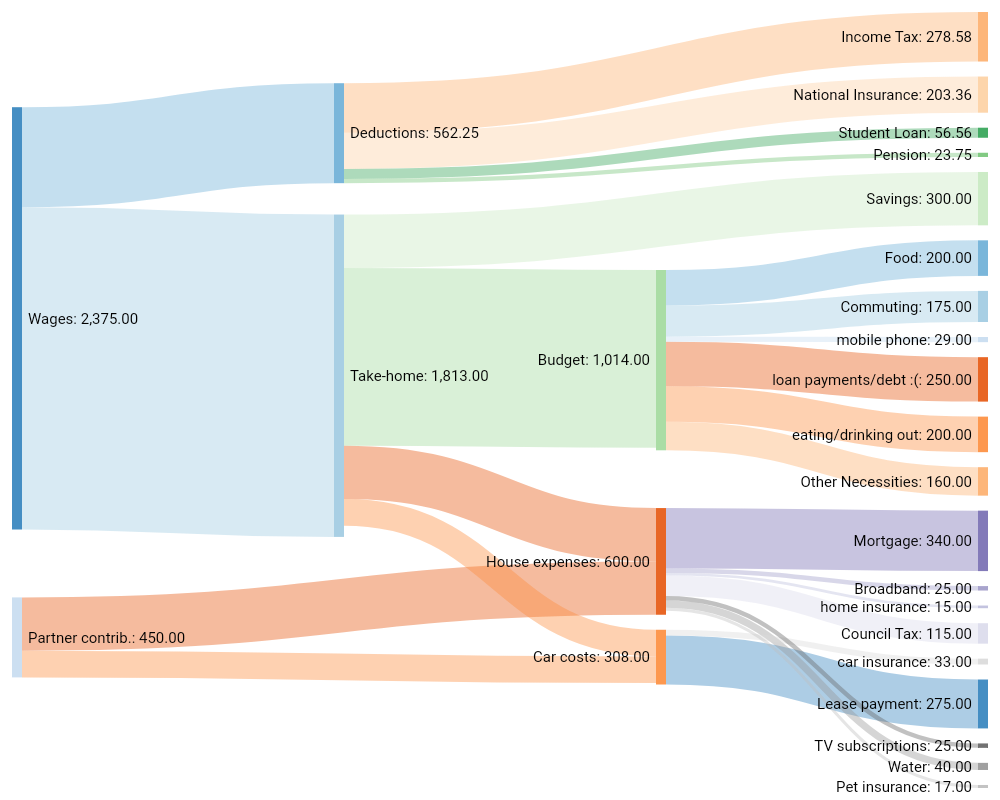 Income Tax: 278.58
National Insurance: 203.36
Deductions: 562.25
Student Loan: 56.56
Pension: 23.75
Savings: 300.00
Food: 200.00
Commuting: 175.00
Wages: 2,375.00
mobile phone: 29.00
Budget: 1,014.00
Take-home: 1,813.00
loan payments/debt :(: 250.00
eating/drinking out: 200.00
Other Necessities: 160.00
Mortgage: 340.00
House expenses: 600.00
Broadband: 25.00
home insurance: 15.00
Council Tax: 115.00
Partner contrib.: 450.00
Car costs: 308.00
car insurance: 33.00
Lease payment: 275.00
TV subscriptions: 25.00
Water: 40.00
Pet insurance: 17.00